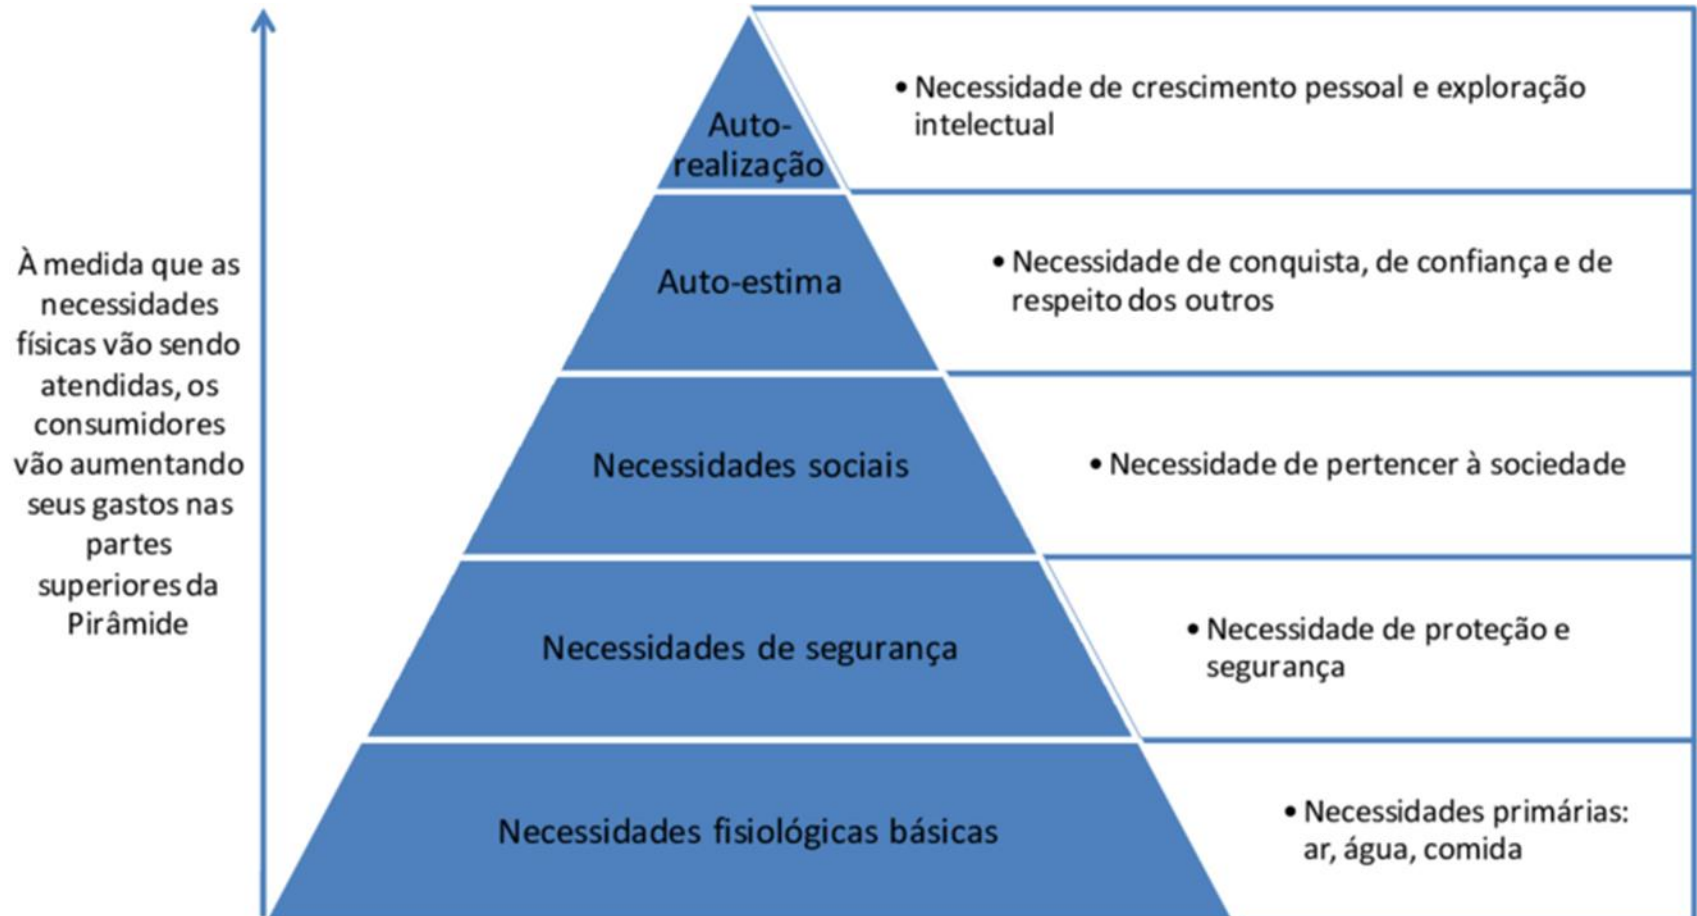 À medida que as
necessidades
físicas vão sendo
atendidas, os
consumidores
vão aumentando
seus gastos nas
partes
superiores da
Pirâmide
Auto-
realização
• Necessidade de crescimento pessoal e exploração
intelectual
Auto-estima
• Necessidade de conquista, de confiança e de
respeito dos outros
Necessidades sociais
• Necessidade de pertencer à sociedade
Necessidades de segurança
• Necessidade de proteção e
segurança
Necessidades fisiológicas básicas
• Necessidades primárias:
ar, água, comida